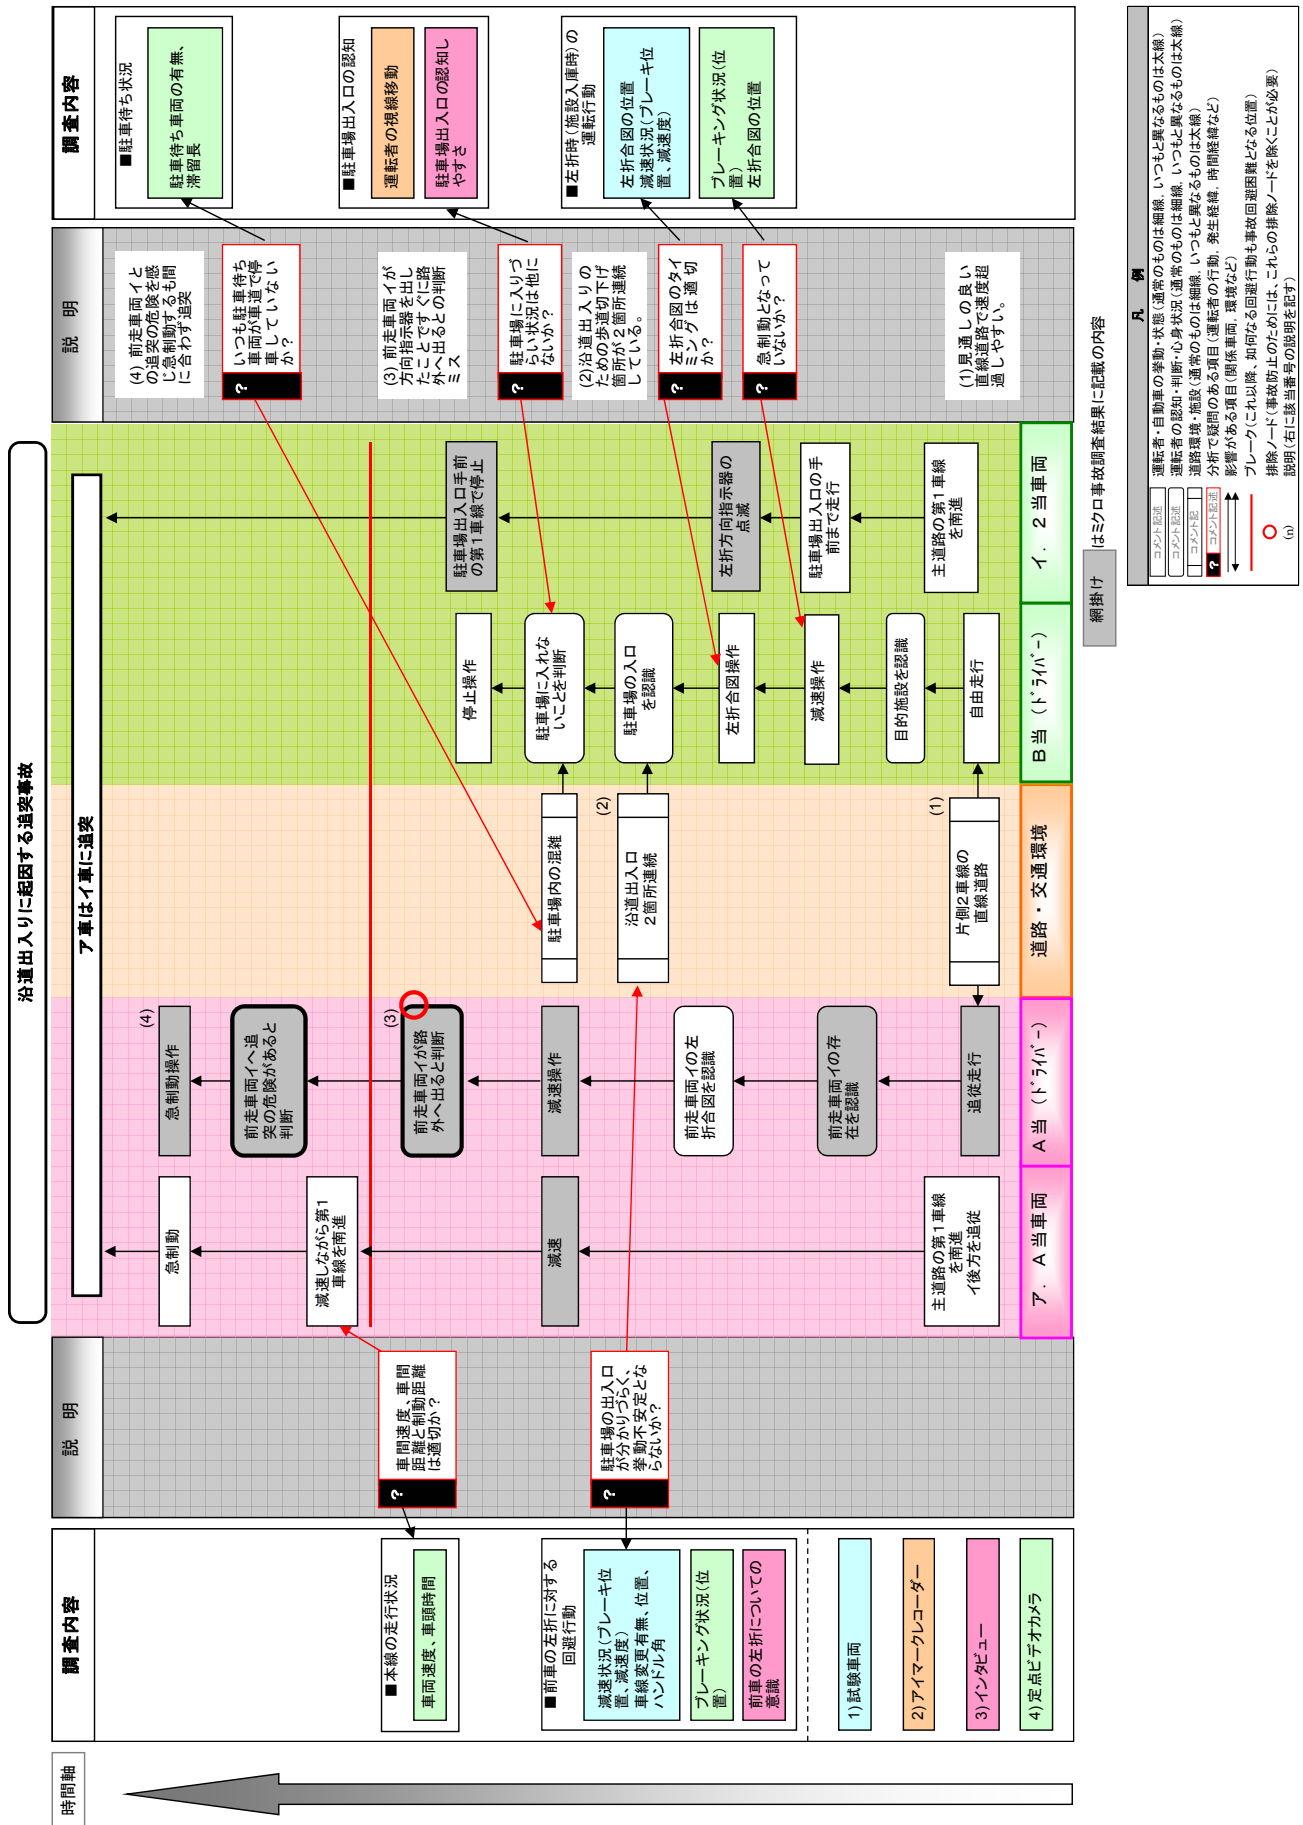 沿道出入りに起因する追突事故
ア車はイ車に追突
時間軸
調査内容
■本線の走行状況
車両速度、車頭時間
■前車の左折に対する
回避行動
減速状況(ブレーキ位
置、減速度)
車線変更有無、位置、
ハンドル角
ブレーキング状況(位
置)
前車の左折についての
意識
1)試験車両
2)アイマークレコーダー
3)インタビュー
4)定点ビデオカメラ
説　明
?
車間速度、車間
距離と制動距離
は適切か?
?
駐車場の出入口
が分かりづらく、
挙動不安定とな
らないか?
急制動
減速しながら第1
車線を南進
減速
主道路の第1車線
を南進
イ後方を追従
ア．A当車両
(4)
急制動操作
前走車両イへ追
突の危険があると
判断
(3)
前走車両イが路
外へ出ると判断
減速操作
前走車両イの左
折合図を認識
前走車両イの存
在を認識
追従走行
A当(ドライバー)
駐車場内の混雑
(2)
沿道出入口
2箇所連続
(1)
片側2車線の
直線道路
道路・交通環境
停止操作
駐車場に入れな
いことを判断
駐車場の入口
を認識
左折合図操作
減速操作
目的施設を認識
自由走行
B当(ドライバー)
駐車場出入口手前
の第1車線で停止
左折方向指示器の
点滅
駐車場出入口の手
前まで走行
主道路の第1車線
を南進
イ．2当車両
説　明
(4) 前走車両イと
の追突の危険を感
じ急制動するも間
に合わず追突
?
いつも駐車待ち
車両が車道で停
車していない
か?
(3) 前走車両イが
方向指示器を出し
たことですぐに路
外へ出るとの判断
ミス
?
駐車場に入りづ
らい状況は他に
ないか?
(2)沿道出入りの
ための歩道切下げ
箇所が2箇所連続
している。
?
左折合図のタイ
ミングは適切
か?
?
急制動となって
いないか?
(1)見通しの良い
直線道路で速度超
過しやすい。
調査内容
■駐車待ち状況
駐車待ち車両の有無、
滞留長
■駐車場出入口の認知
運転者の視線移動
駐車場出入口の認知し
やすさ
■左折時(施設入庫時)の
運転行動
左折合図の位置
減速状況(ブレーキ位
置、減速度)
ブレーキング状況(位
置)
左折合図の位置
網掛け
はミクロ事故調査結果に記載の内容
凡　例
コメント記述
運転者・自動車の挙動・状態(通常のものは細線，いつもと異なるものは太線)
コメント記述
運転者の認知・判断・心身状況(通常のものは細線，いつもと異なるものは太線)
コメント記
道路環境・施設(通常のものは細線，いつもと異なるものは太線)
? コメント記述
分析で疑問のある項目(運転者の行動，発生経緯，時間経緯など)
影響がある項目(関係車両，環境など)
ブレーク(これ以降、如何なる回避行動も事故回避困難となる位置)
排除ノード(事故防止のためには、これらの排除ノードを除くことが必要)
(n)
説明(右に該当番号の説明を記す)